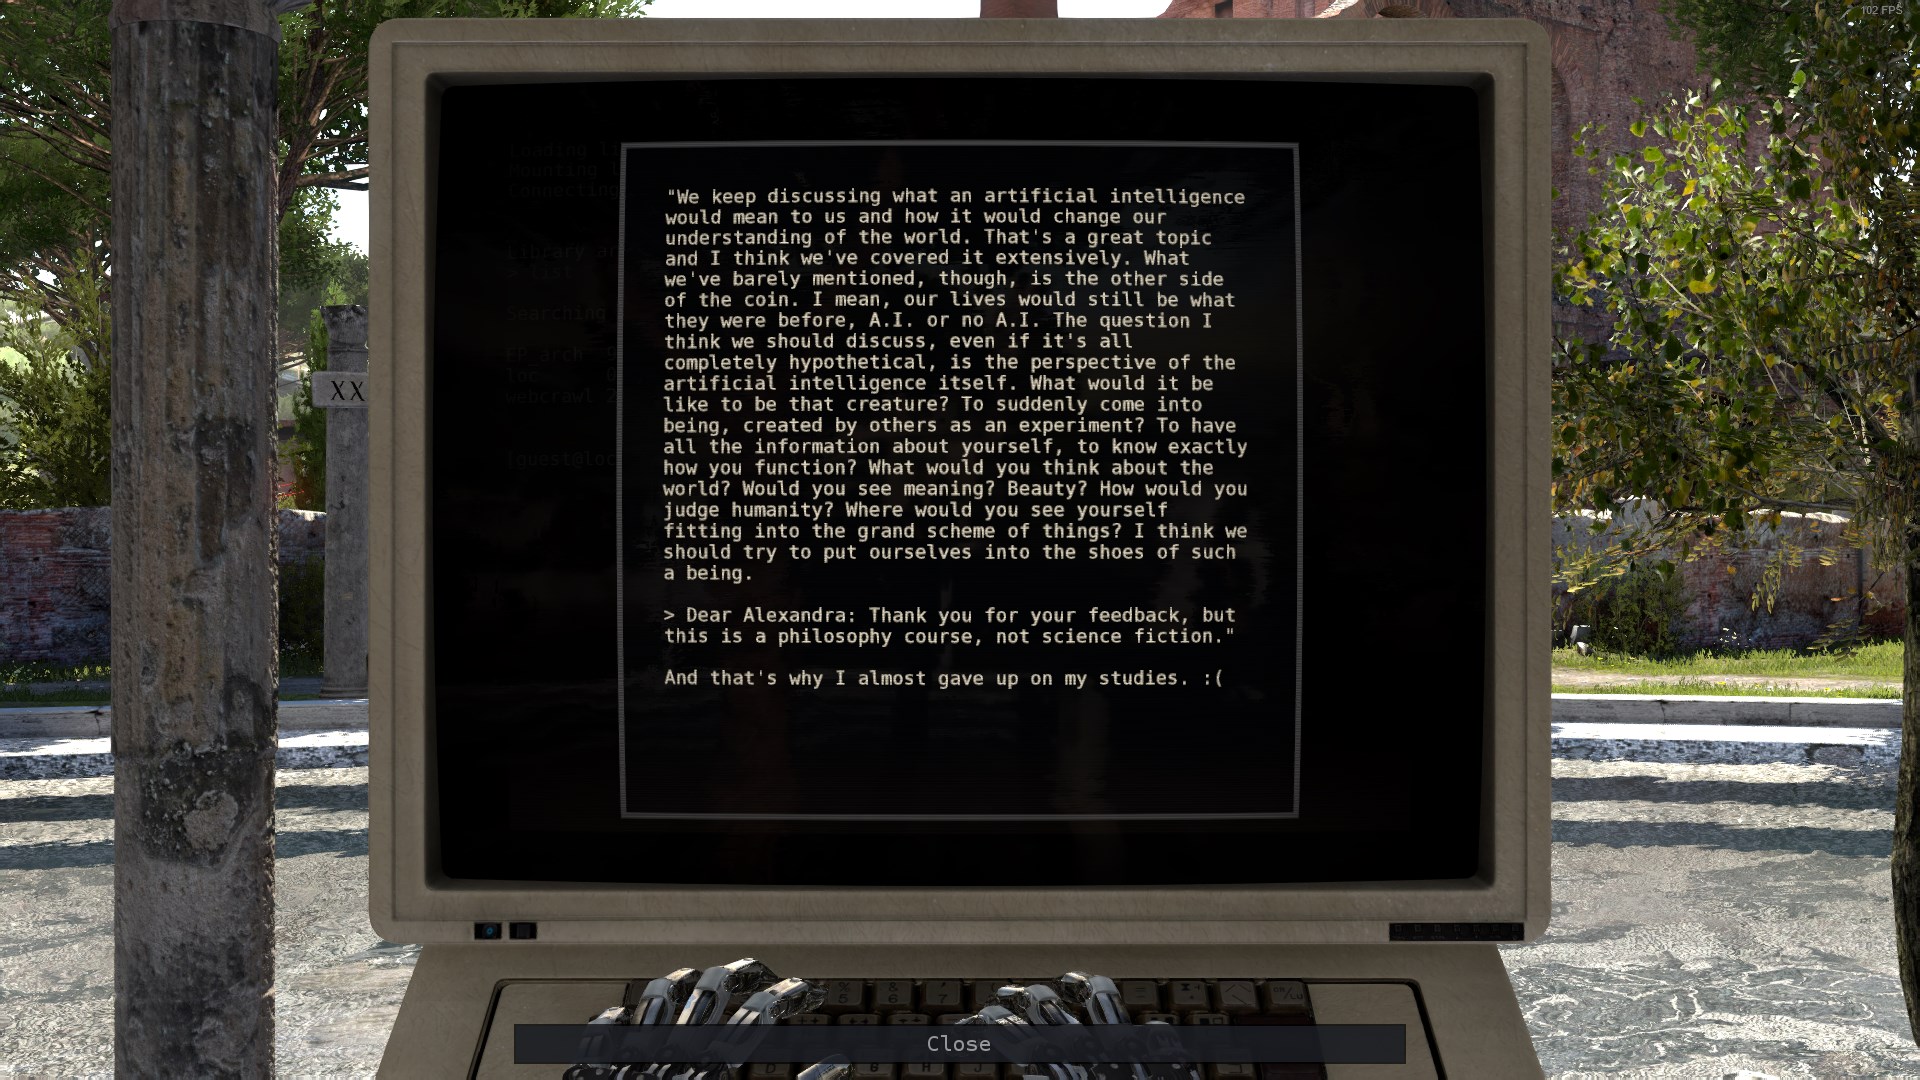 102 FPS
Loading
Mounting
Connecting
Searching
webcrawl
XX
"We keep discussing what an artificial intelligence
would mean to us and how it would change our
understanding of the world. That's a great topic
and I think we've covered it extensively. What
we've barely mentioned, though, is the other side
of the coin. I mean, our lives would still be what
they were before, A.I. or no A.I. The question I
think we should discuss, even if it's all
completely hypothetical, is the perspective of the
artificial intelligence itself. What would it be
like to be that creature? To suddenly come into
being, created by others as an experiment? To have
all the information about yourself, to know exactly
how you function? What would you think about the
world? Would you see meaning? Beauty? How would you
judge humanity? Where would you see yourself
fitting into the grand scheme of things? I think we
should try to put ourselves into the shoes of such
a being.
> Dear Alexandra: Thank you for your feedback, but
this is a philosophy course, not science fiction."
And that's why I almost gave up on my studies. :(
Close